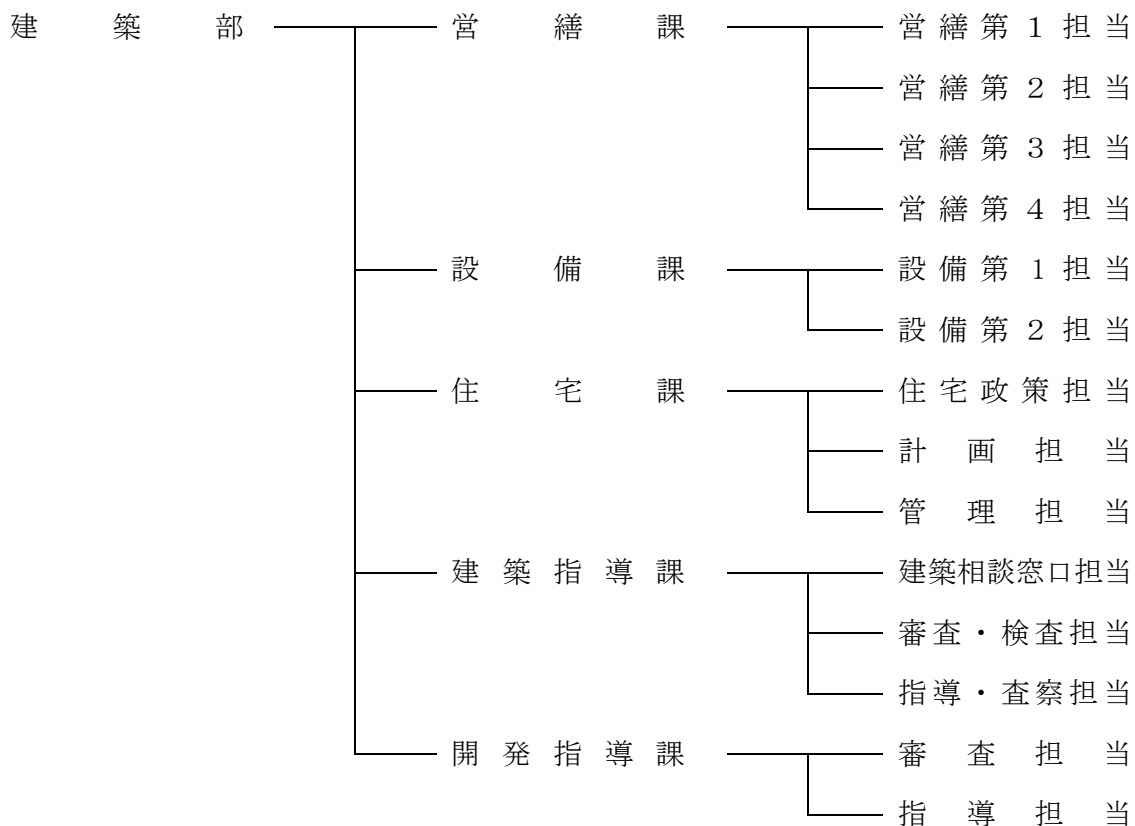 建築部 営繕課 営繕第１担当
営繕第２担当
営繕第３担当
営繕第４担当
設備課 設備第１担当
設備第２担当
住宅課 住宅政策担当
計画担当
管理担当
建築指導課 建築相談窓口担当
審査・検査担当
指導・査察担当
開発指導課 審査担当
指導担当